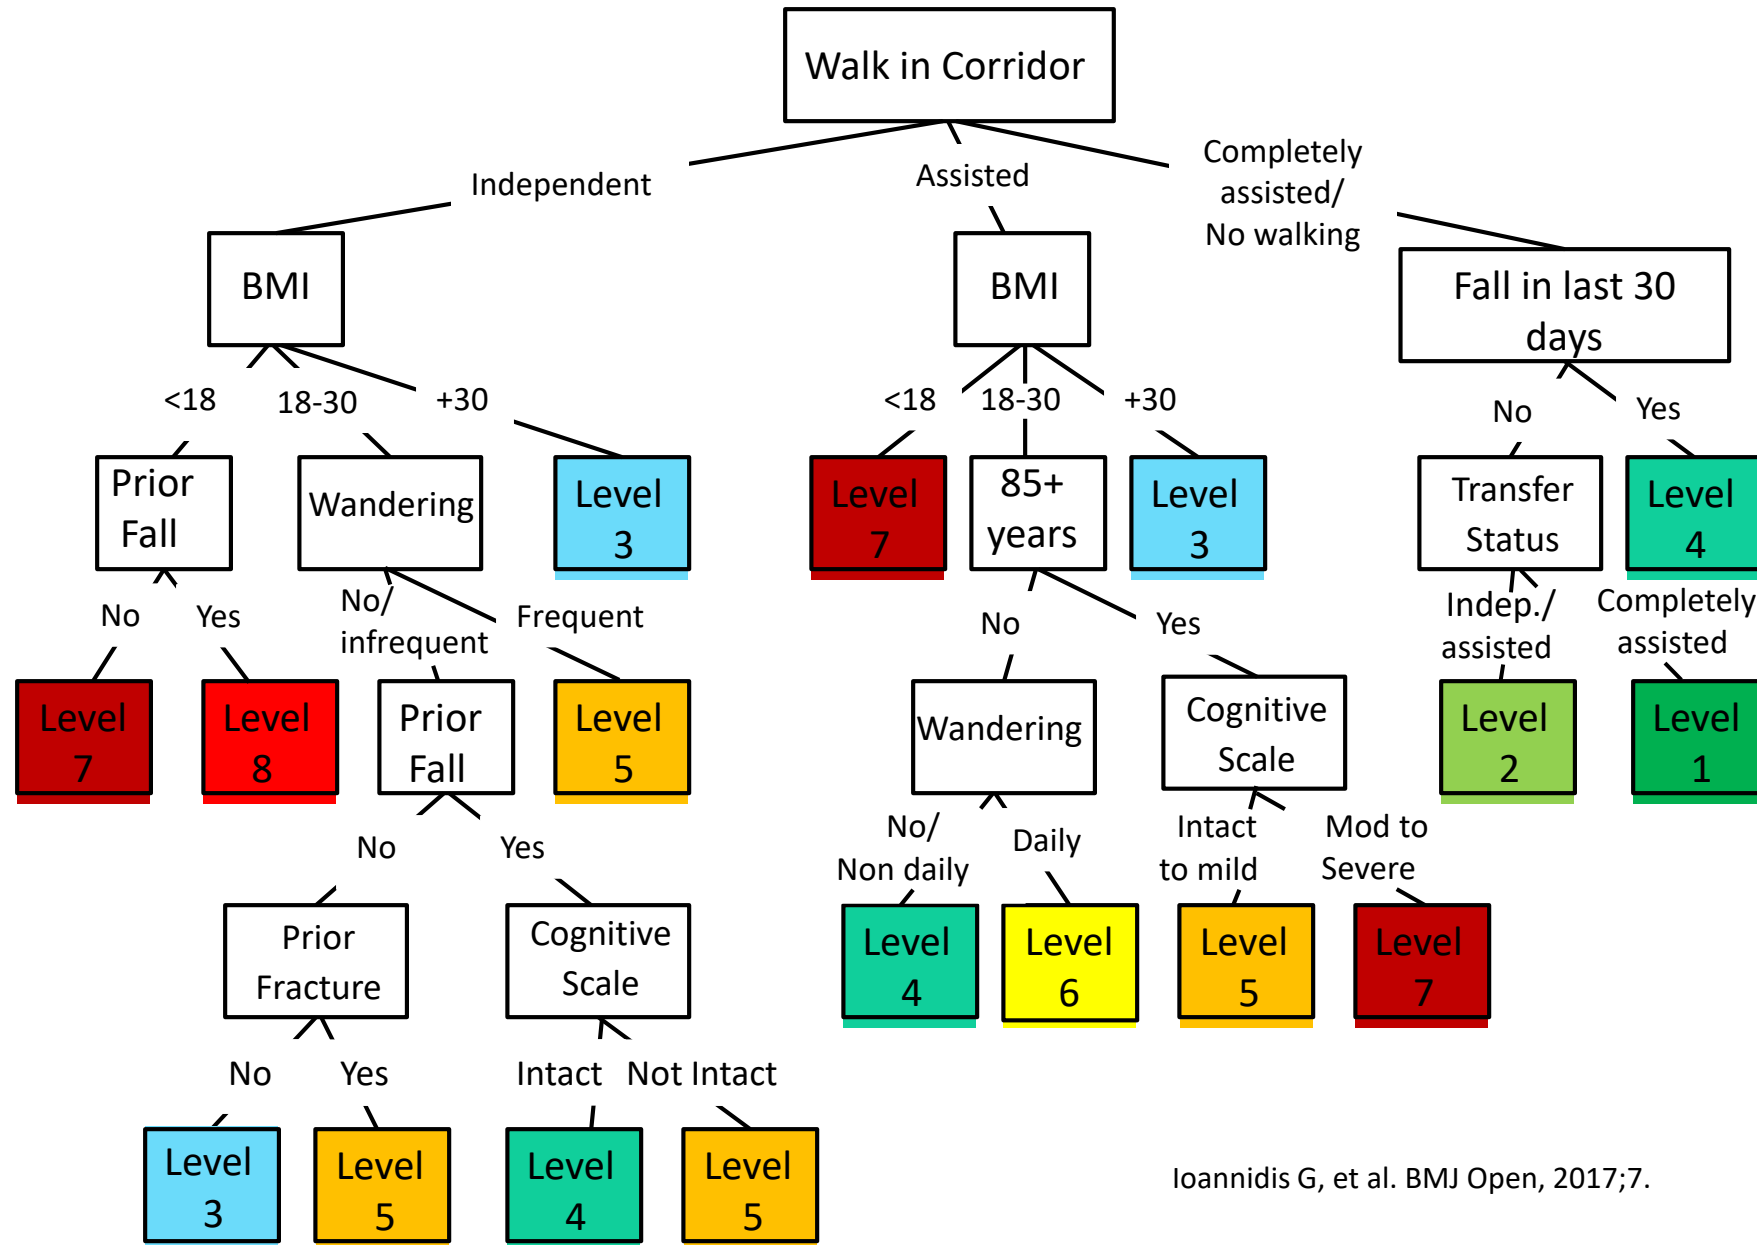 Walk in Corridor
Independent
Assisted
Completely
assisted/
No walking
BMI
BMI
Fall in last 30
days
<18
18-30
+30
<18
18-30
+30
No
Yes
Prior
Fall
Wandering
Level
3
Level
7
85+
years
Level
3
Transfer
Status
Level
4
No
Yes
No/
infrequent
Frequent
No
Yes
Indep./
assisted
Completely
assisted
Level
7
Level
8
Prior
Fall
Level
5
Wandering
Cognitive
Scale
Level
2
Level
1
No
Yes
No/
Non daily
Daily
Intact
to mild
Mod to
Severe
Prior
Fracture
Cognitive
Scale
Level
4
Level
6
Level
5
Level
7
No
Yes
Intact
Not Intact
Level
3
Level
5
Level
4
Level
5
Ioannidis G, et al. BMJ Open, 2017;7.